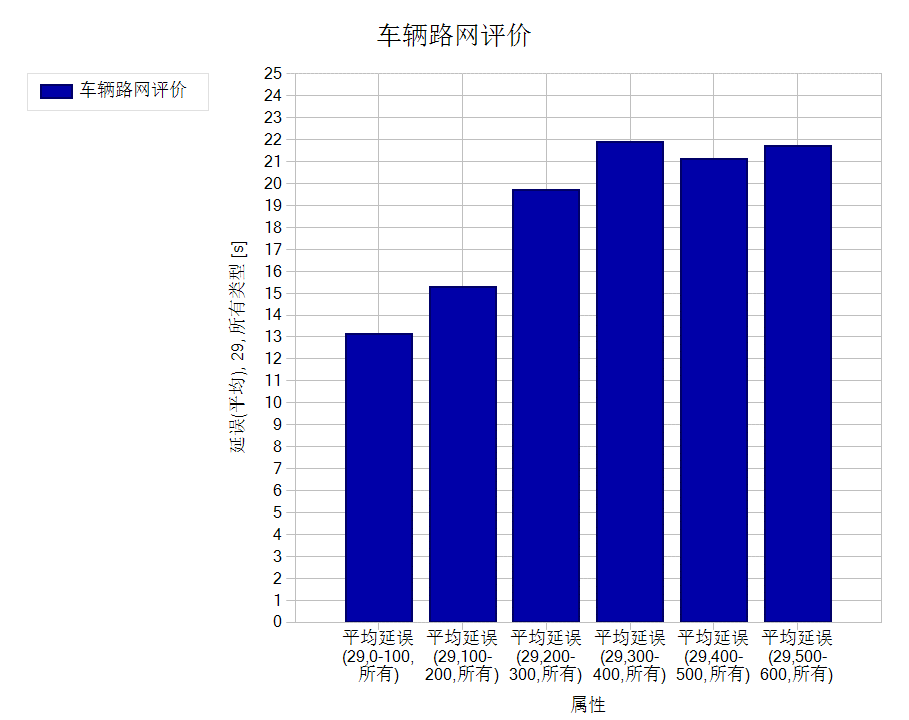 车辆路网评价
车辆路网评价
延误(平均), 29, 所有类型 [s]
25
24
23
22
21
20
19
18
17
16
15
14
13
12
11
10
9
8
7
6
5
4
3
2
1
0
平均延误
(29,0-100,
所有)
平均延误
(29,100-
200,所有)
平均延误
(29,200-
300,所有)
平均延误
(29,300-
400,所有)
平均延误
(29,400-
500,所有)
平均延误
(29,500-
600,所有)
属性